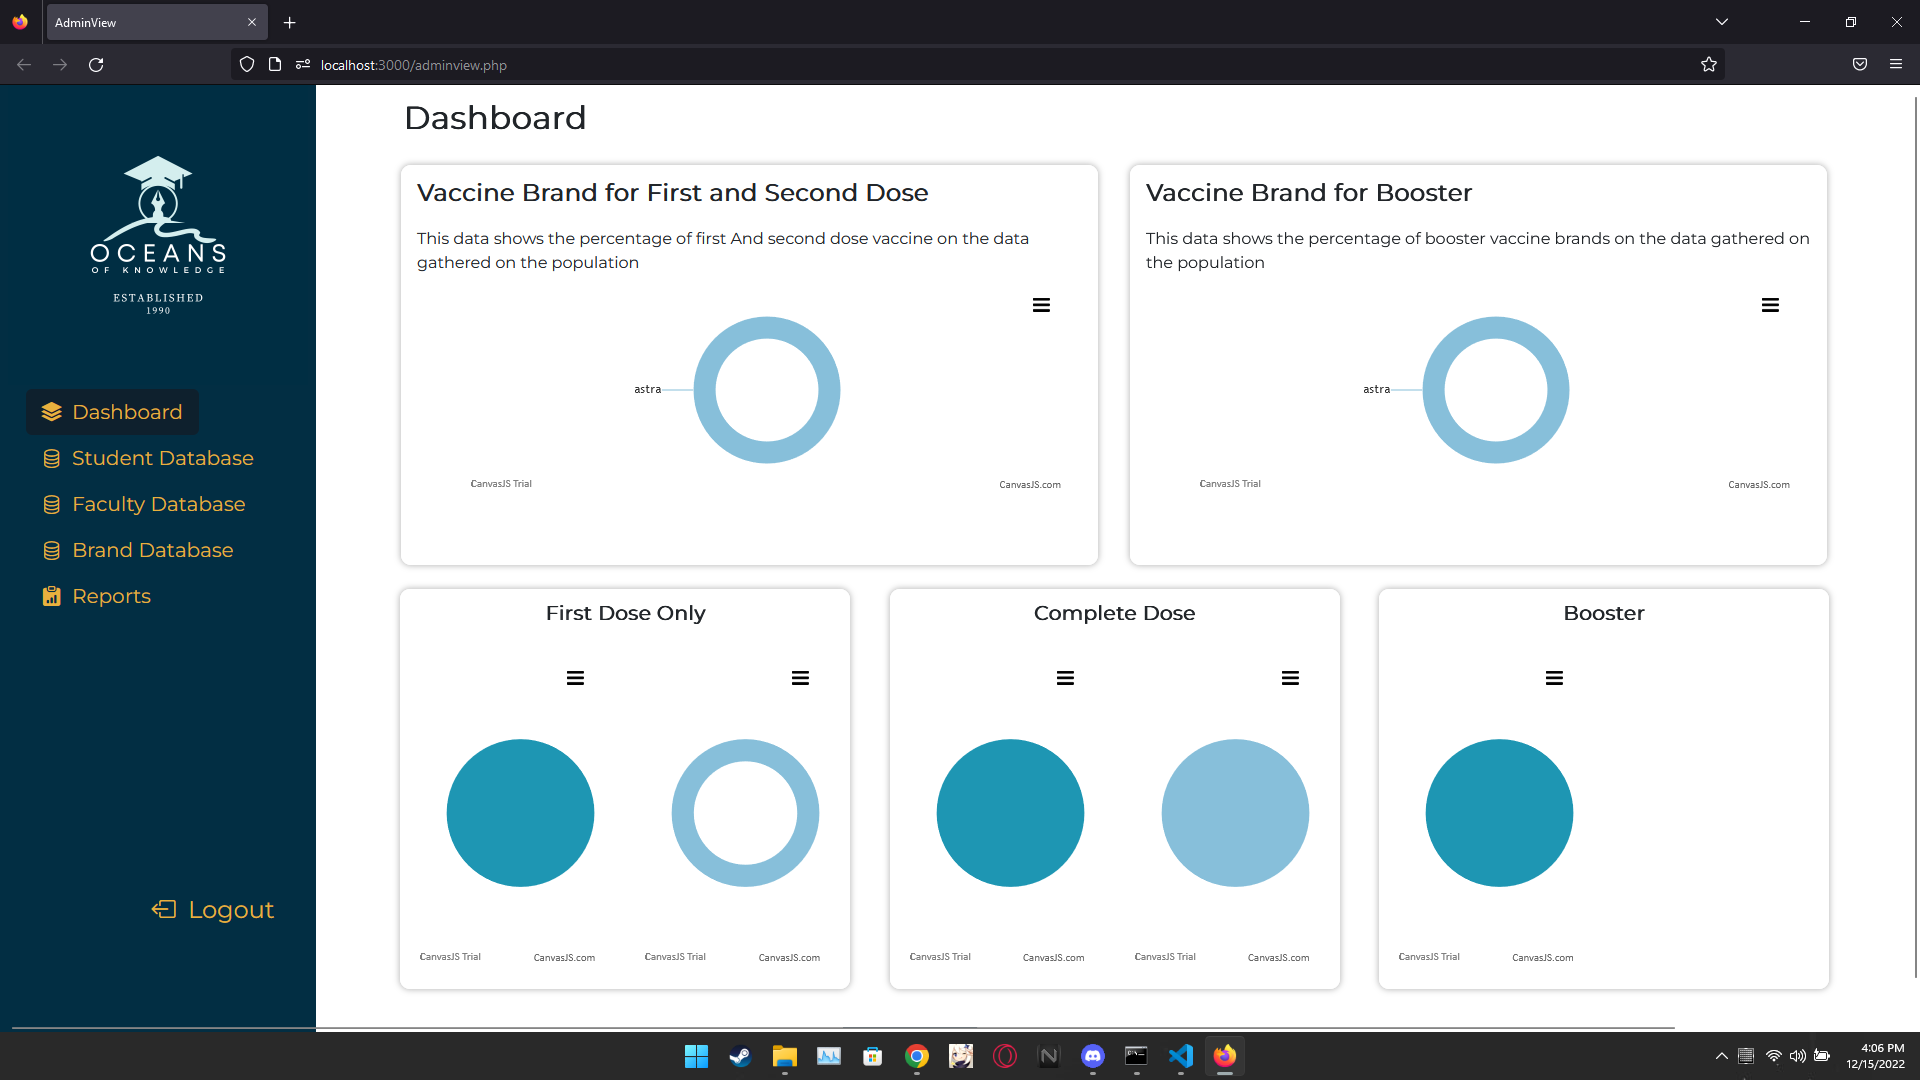 AdminView
localhost:3000/adminview.php
OCEANS
OF KNOWLEDGE
ESTABLISHED
1990
Dashboard
Student Database
Faculty Database
Brand Database
Reports
Logout
Dashboard
Vaccine Brand for First and Second Dose
This data shows the percentage of first And second dose vaccine on the data
gathered on the population
astra
CanvasJS Trial
CanvasJS.com
Vaccine Brand for Booster
This data shows the percentage of booster vaccine brands on the data gathered on
the population
astra
CanvasJS Trial
CanvasJS.com
First Dose Only
CanvasJS Trial
CanvasJS.com
CanvasJS Trial
CanvasJS.com
Complete Dose
CanvasJS Trial
CanvasJS.com
CanvasJS Trial
CanvasJS.com
Booster
CanvasJS Trial
CanvasJS.com
4:06 PM
12/15/2022